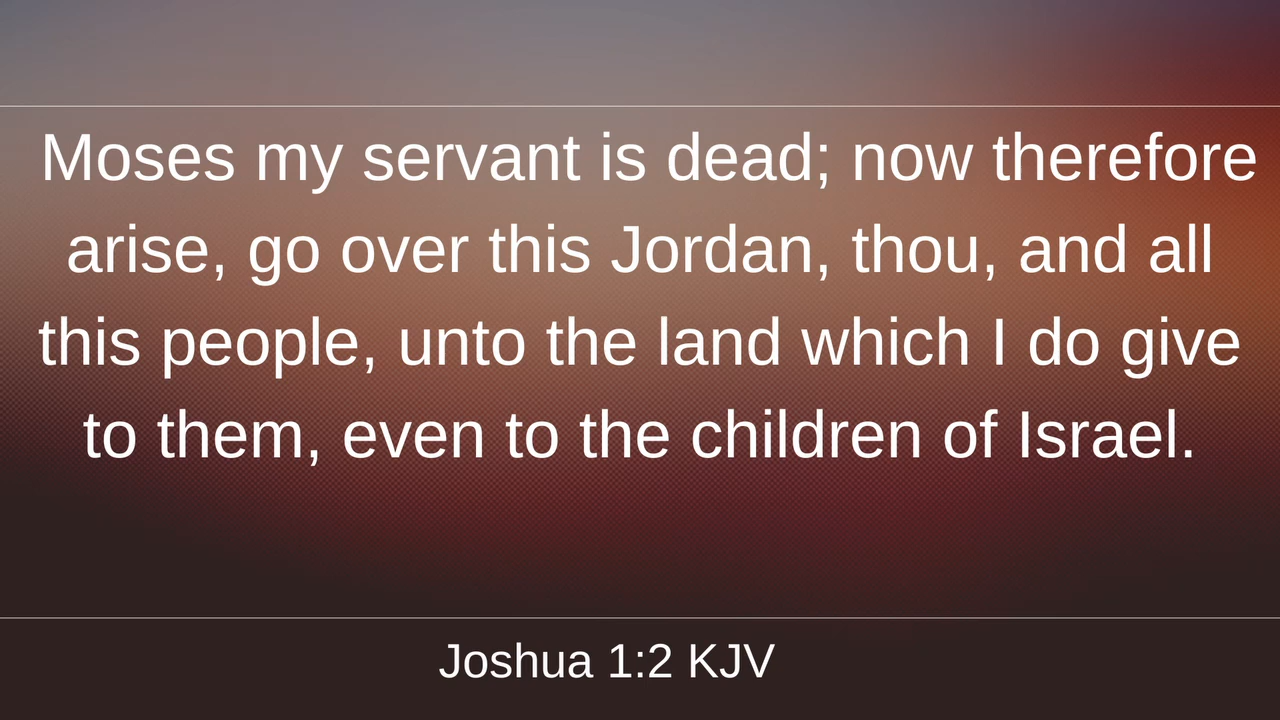 Moses my servant is dead; now therefore
arise, go over this Jordan, thou, and all
this people, unto the land which I do give
to them, even to the children of Israel.
Joshua 1:2 KJV